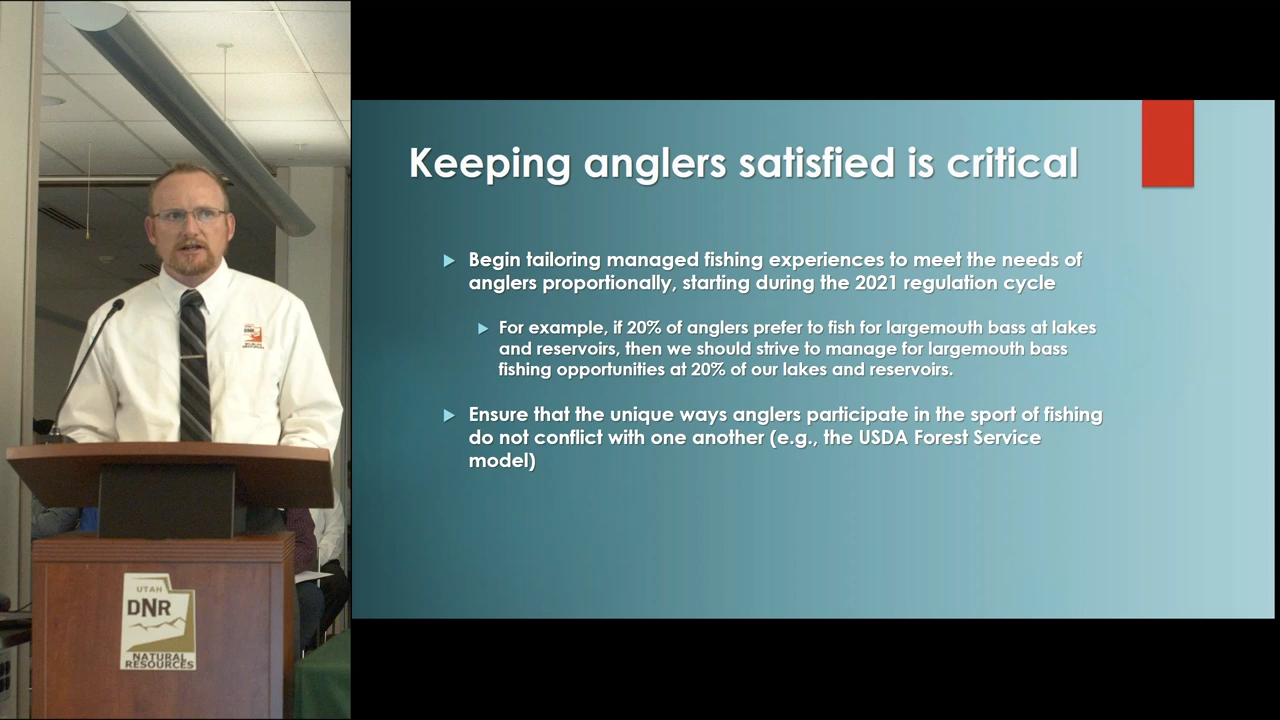 Keeping anglers satisfied is critical
Begin tailoring managed fishing experiences to meet the needs of
anglers proportionally, starting during the 2021 regulation cycle
For example, if 20% of anglers prefer to fish for largemouth bass at lakes
and reservoirs, then we should strive to manage for largemouth bass
fishing opportunities at 20% of our lakes and reservoirs.
Ensure that the unique ways anglers participate in the sport of fishing
do not conflict with one another (e.g., the USDA Forest Service
model)
DNR
UTAH
DNR
NATURAL
RESOURCES